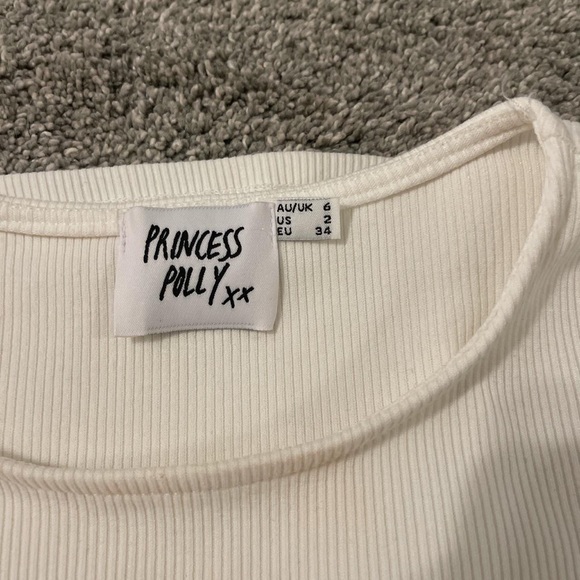 PRINCESS
POLLY xx
AU/UK 6
US 2
EU 34